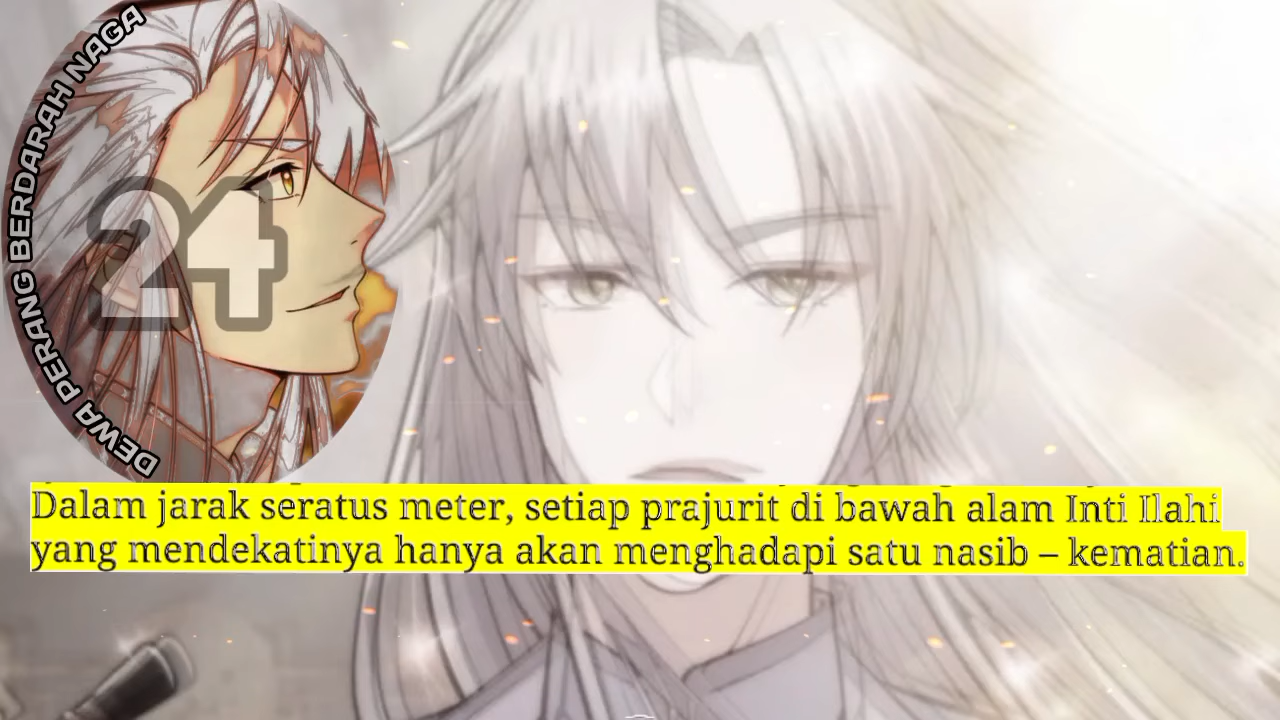 DEWA PERANG BERDARAH NAGA
24
Dalam jarak seratus meter, setiap prajurit di bawah alam Inti Ilahi
yang mendekatinya hanya akan menghadapi satu nasib – kematian.